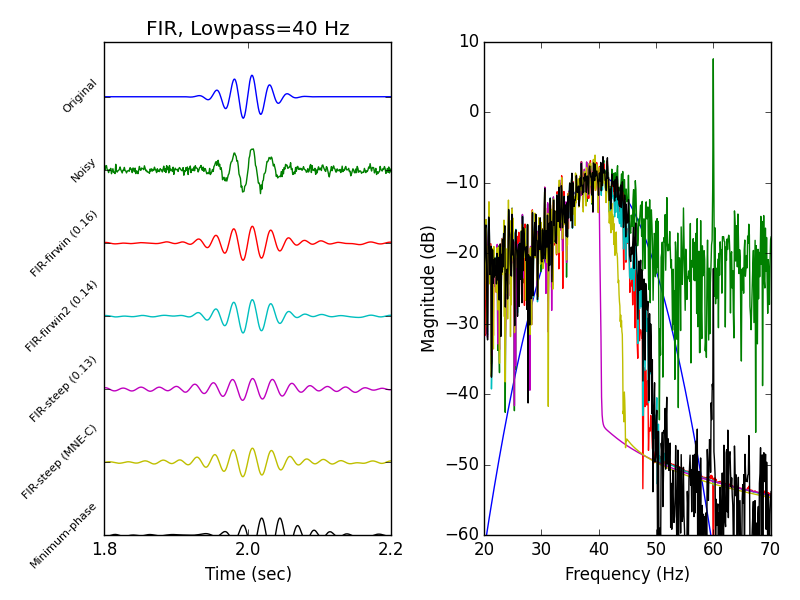 FIR, Lowpass=40 Hz
Original
Noisy
FIR-firwin (0.16)
FIR-firwin2 (0.14)
FIR-steep (0.13)
FIR-steep (MNE-C)
Minimum-phase
1.8 2.0 2.2
Time (sec)
10
0
−10
−20
−30
−40
−50
−60
Magnitude (dB)
20 30 40 50 60 70
Frequency (Hz)